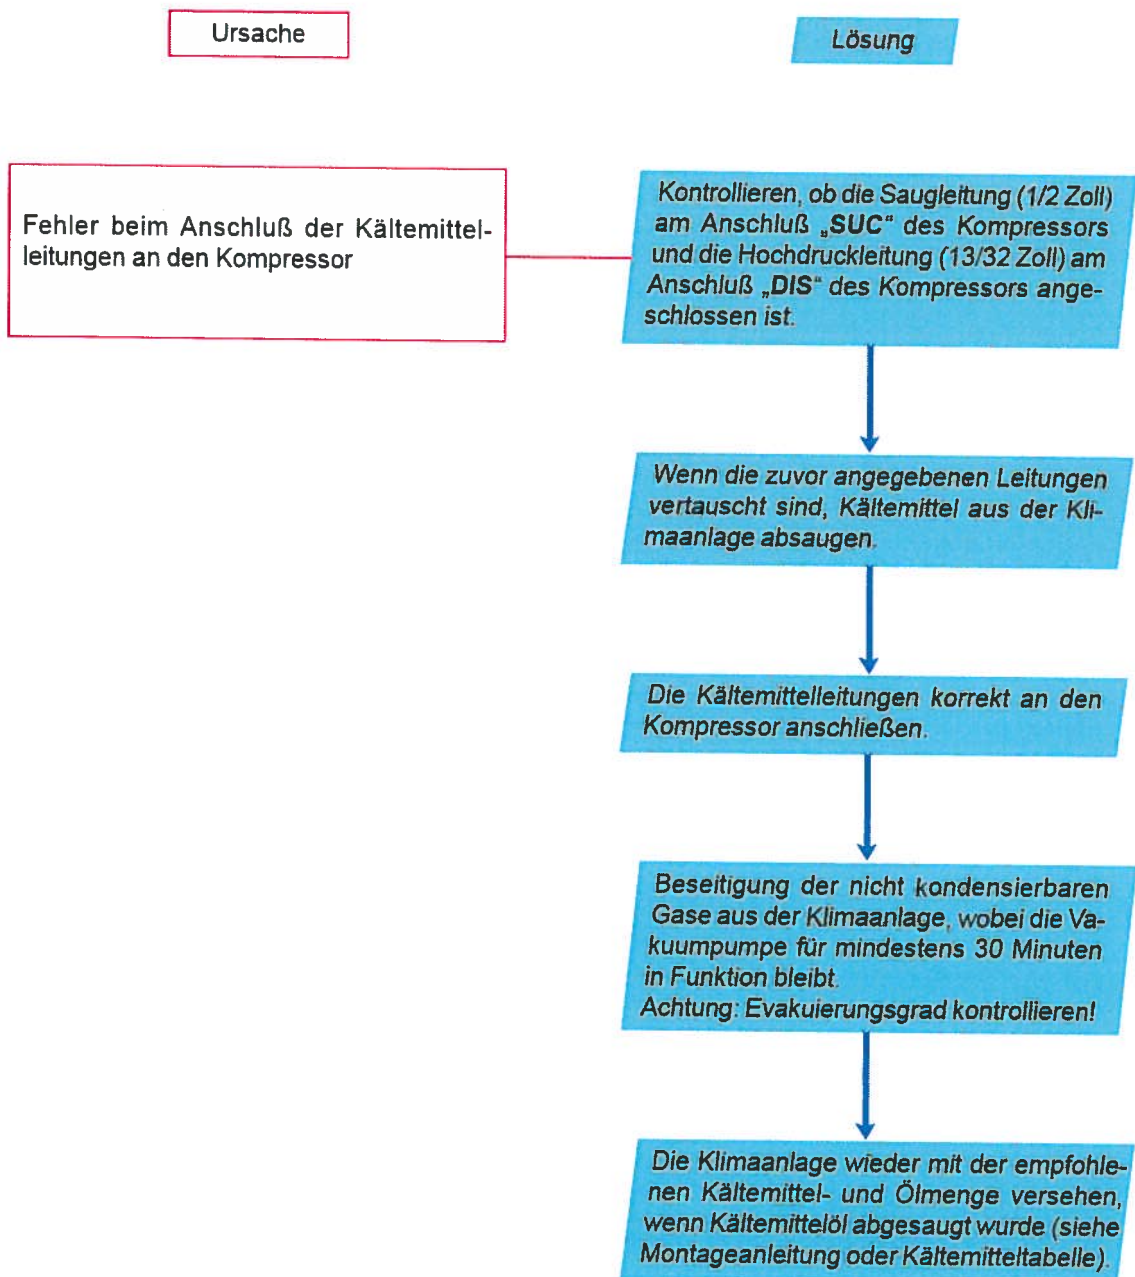 Ursache
Lösung
Fehler beim Anschluß der Kältemittel-
leitungen an den Kompressor
Kontrollieren, ob die Saugleitung (1/2 Zoll)
am Anschluß „SUC“ des Kompressors
und die Hochdruckleitung (13/32 Zoll) am
Anschluß „DIS“ des Kompressors ange-
schlossen ist.
Wenn die zuvor angegebenen Leitungen
vertauscht sind, Kältemittel aus der Kli-
maanlage absaugen.
Die Kältemittelleitungen korrekt an den
Kompressor anschließen.
Beseitigung der nicht kondensierbaren
Gase aus der Klimaanlage, wobei die Va-
kuumpumpe für mindestens 30 Minuten
in Funktion bleibt.
Achtung: Evakuierungsgrad kontrollieren!
Die Klimaanlage wieder mit der empfohle-
nen Kältemittel- und Ölmenge versehen,
wenn Kältemittelöl abgesaugt wurde (siehe
Montageanleitung oder Kältemitteltabelle).